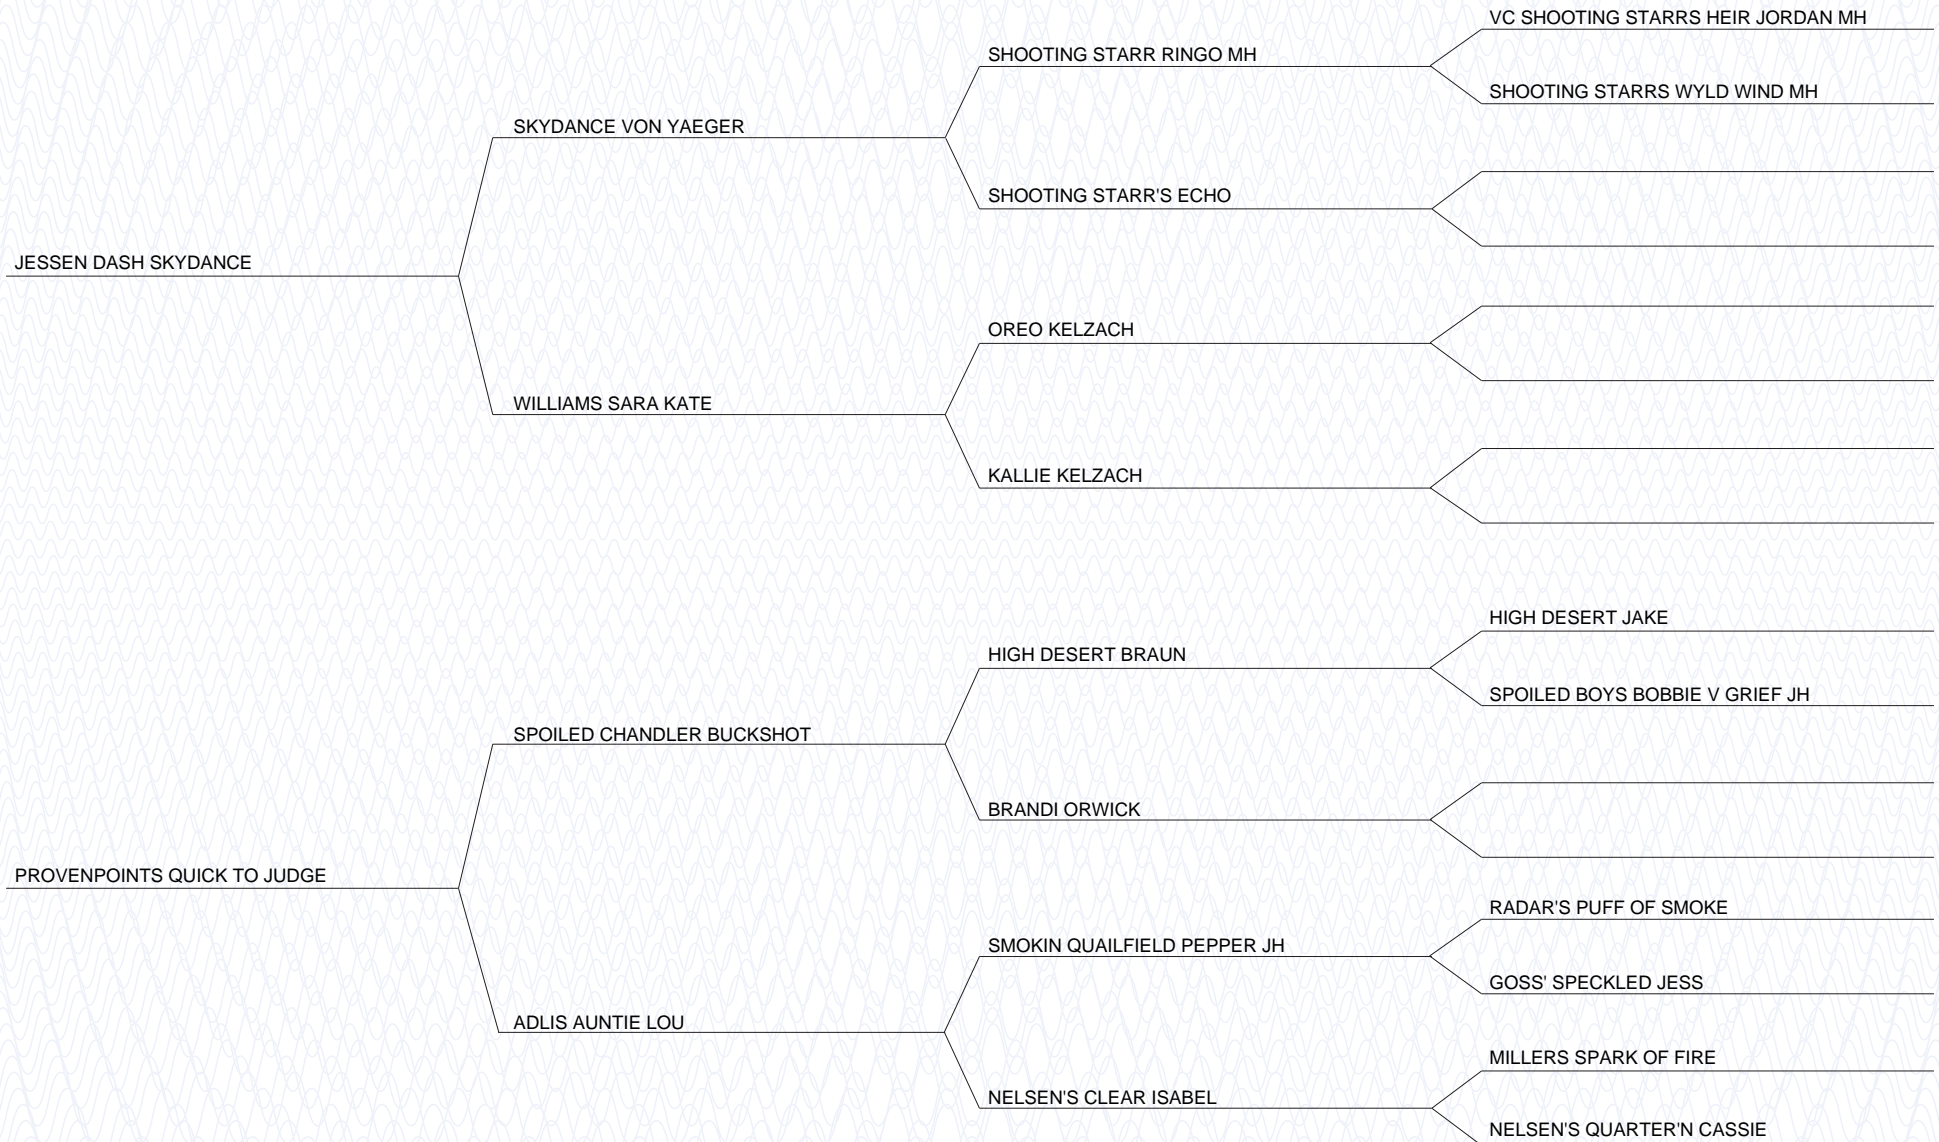 VC SHOOTING STARRS HEIR JORDAN MH
SHOOTING STARR RINGO MH
SHOOTING STARRS WYLD WIND MH
SKYDANCE VON YAEGER
SHOOTING STARR'S ECHO
JESSEN DASH SKYDANCE
OREO KELZACH
WILLIAMS SARA KATE
KALLIE KELZACH
HIGH DESERT JAKE
HIGH DESERT BRAUN
SPOILED BOYS BOBBIE V GRIEF JH
SPOILED CHANDLER BUCKSHOT
BRANDI ORWICK
PROVENPOINTS QUICK TO JUDGE
RADAR'S PUFF OF SMOKE
SMOKIN QUAILFIELD PEPPER JH
GOSS' SPECKLED JESS
ADLIS AUNTIE LOU
MILLERS SPARK OF FIRE
NELSEN'S CLEAR ISABEL
NELSEN'S QUARTER'N CASSIE